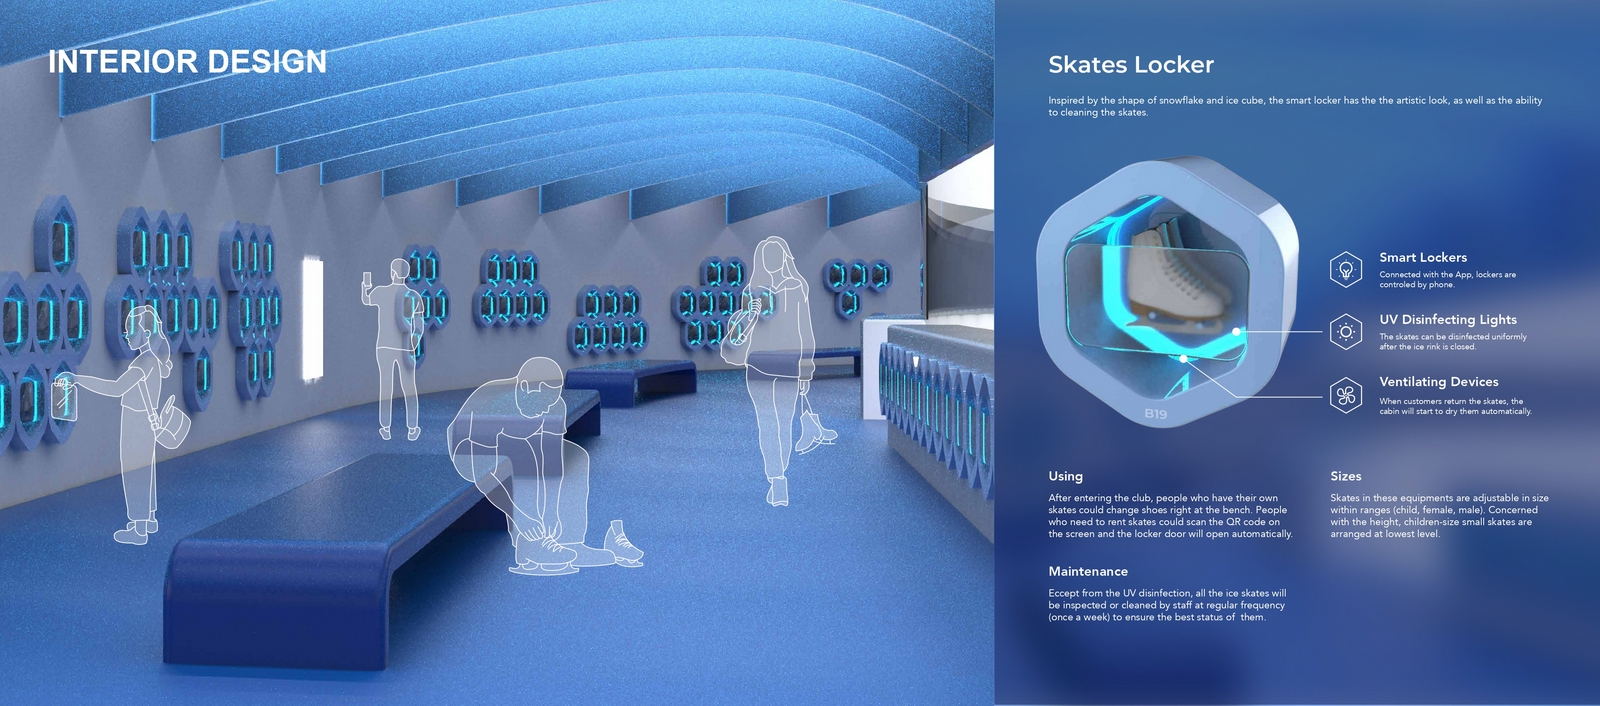 INTERIOR DESIGN
Skates Locker
Inspired by the shape of snowflake and ice cube, the smart locker has the the artistic look, as well as the ability
to cleaning the skates.
Smart Lockers
Connected with the App, lockers are
controled by phone.
UV Disinfecting Lights
The skates can be disinfected uniformly
after the ice rink is closed.
Ventilating Devices
When customers return the skates, the
cabin will start to dry them automatically.
B19
Using
After entering the club, people who have their own
skates could change shoes right at the bench. People
who need to rent skates could scan the QR code on
the screen and the locker door will open automatically.
Sizes
Skates in these equipments are adjustable in size
within ranges (child, female, male). Concerned
with the height, children-size small skates are
arranged at lowest level.
Maintenance
Eccept from the UV disinfection, all the ice skates will
be inspected or cleaned by staff at regular frequency
(once a week) to ensure the best status of  them.